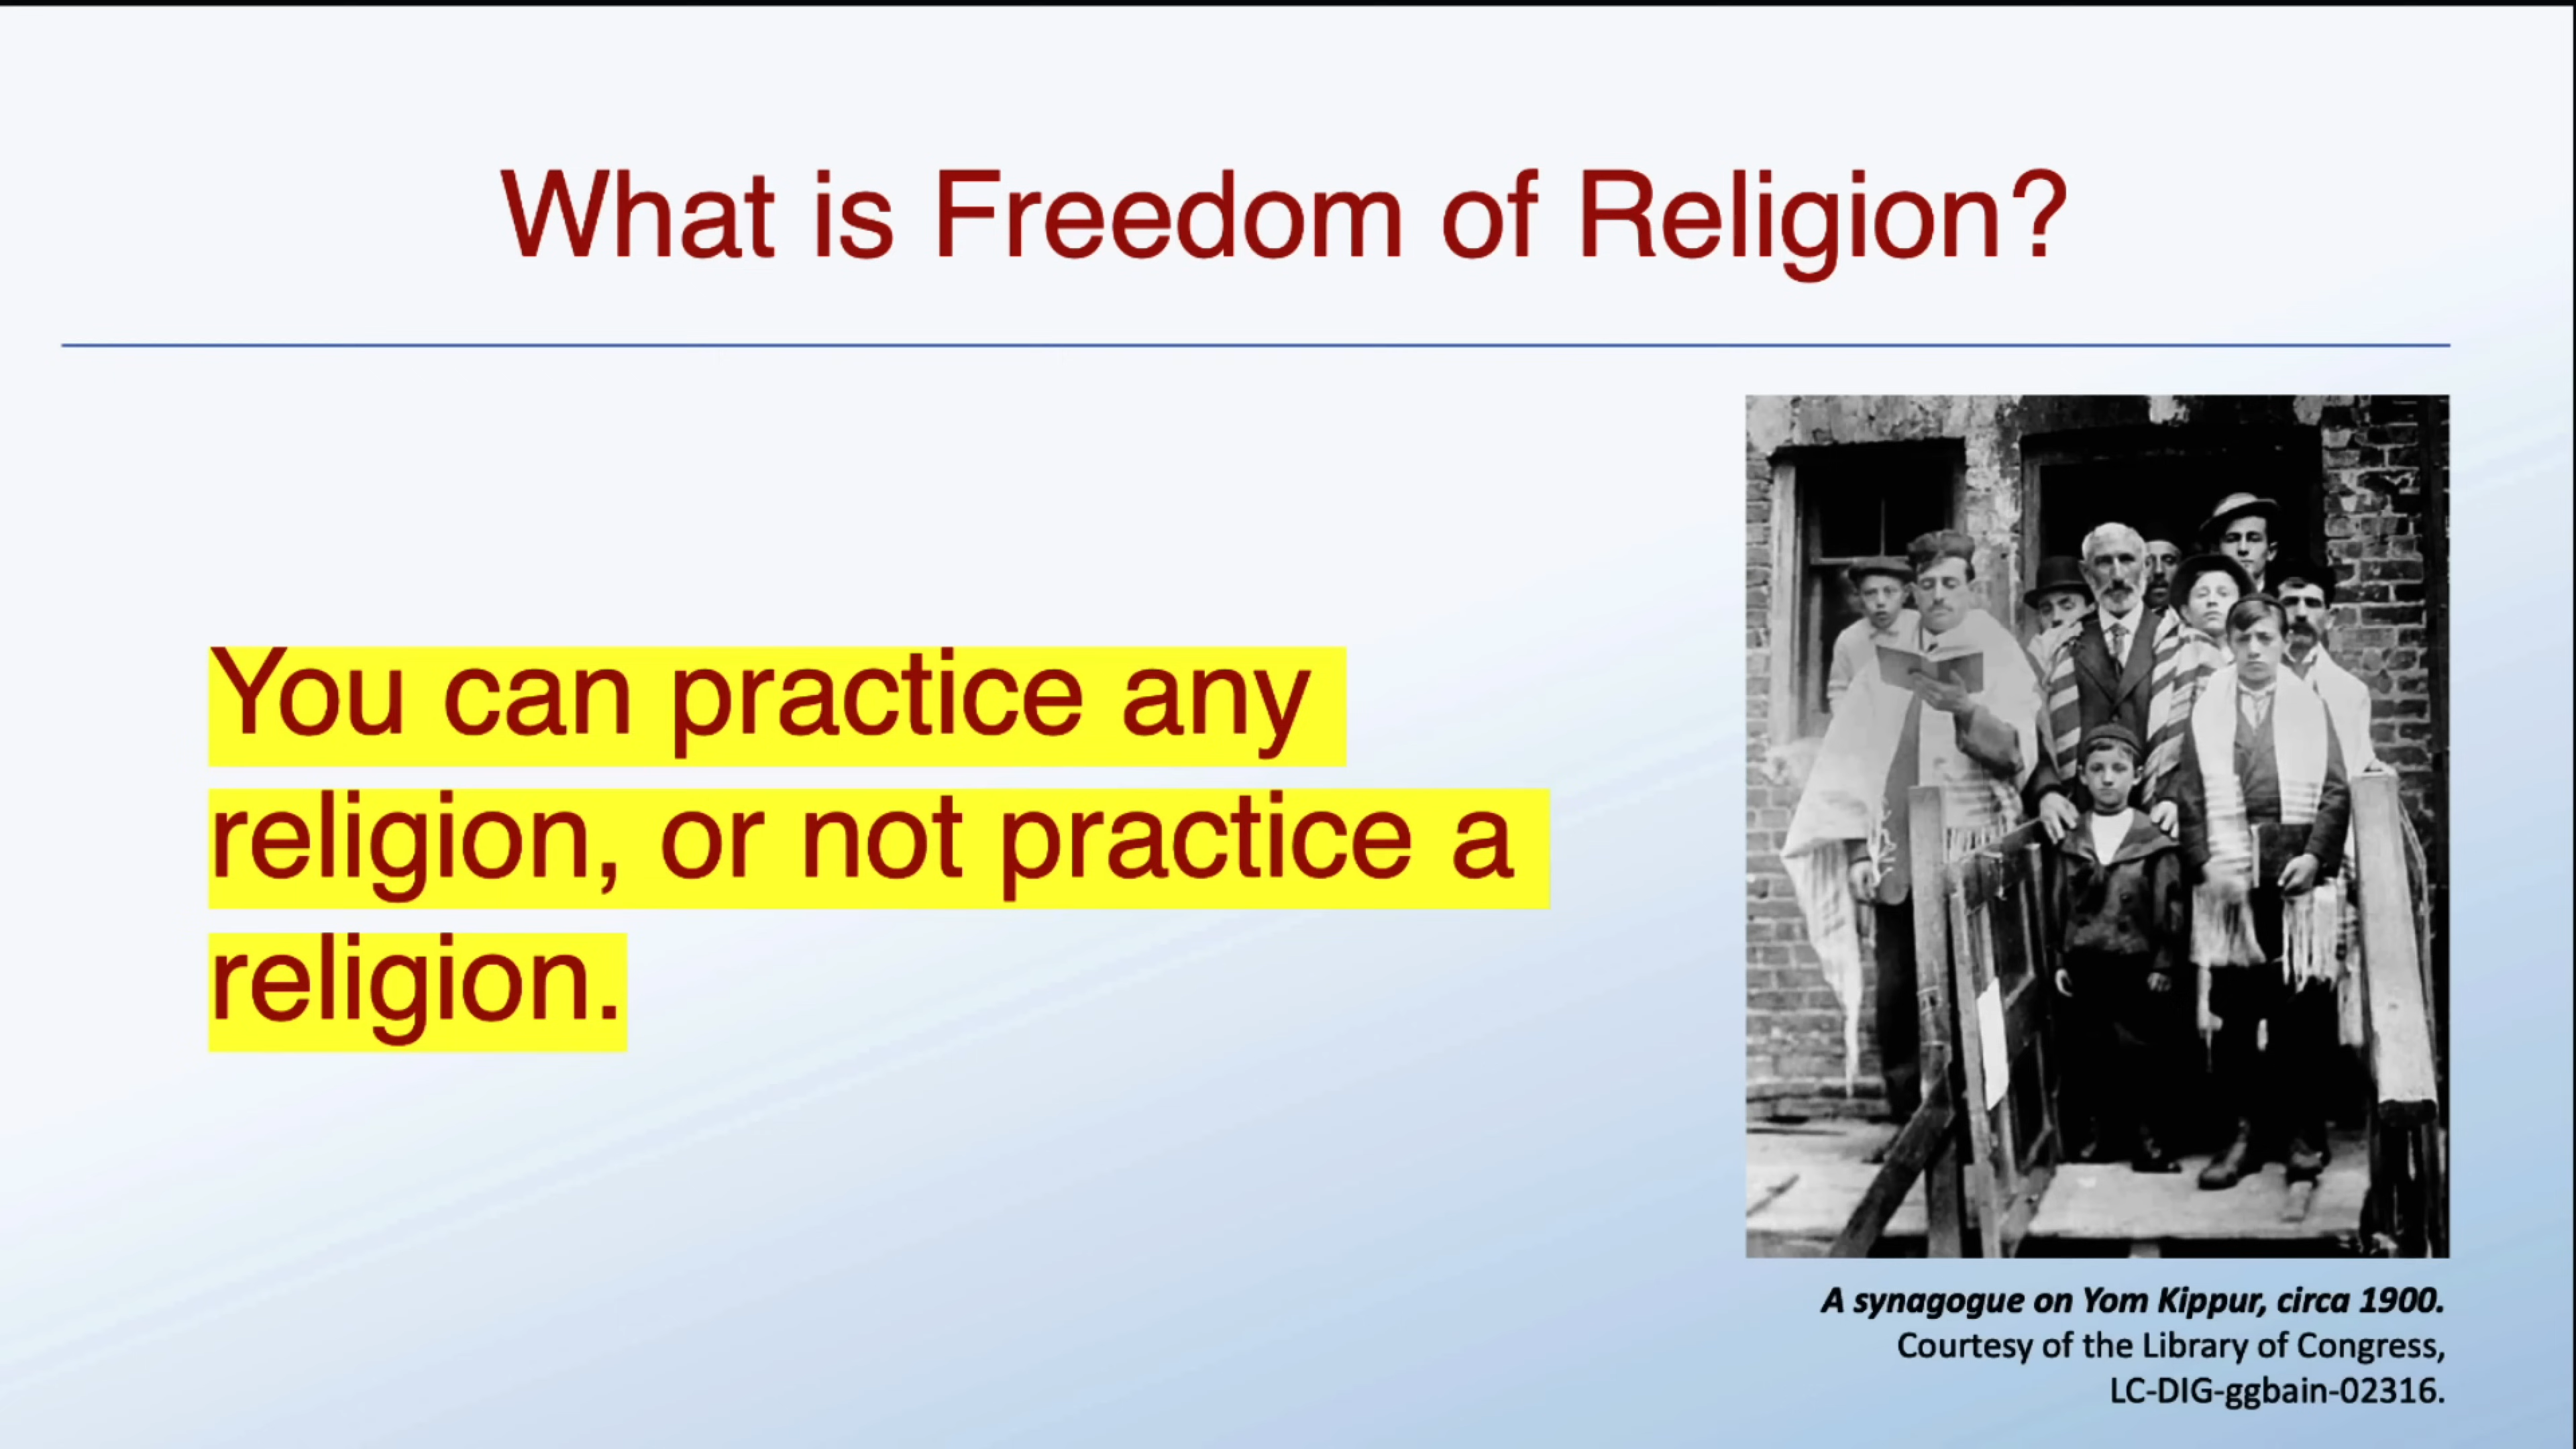 What is Freedom of Religion?
You can practice any
religion, or not practice a
religion.
A synagogue on Yom Kippur, circa 1900.
Courtesy of the Library of Congress,
LC-DIG-ggbain-02316.